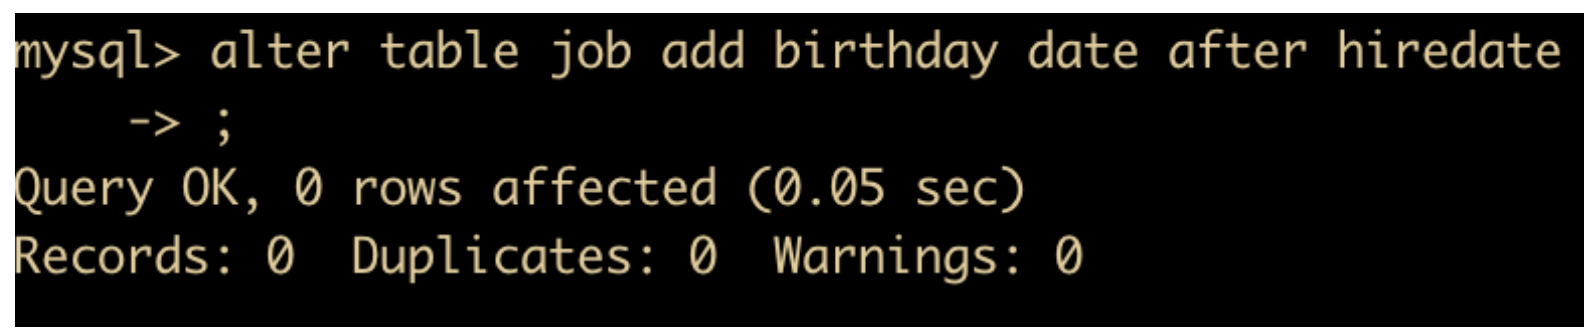 mysql> alter table job add birthday date after hiredate
    -> ;
Query OK, 0 rows affected (0.05 sec)
Records: 0  Duplicates: 0  Warnings: 0